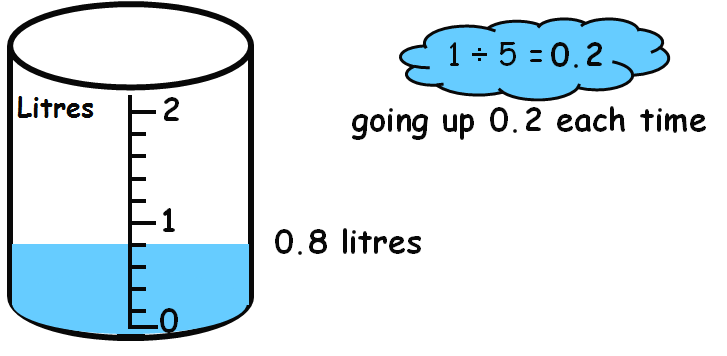 1 ÷ 5 = 0.2
going up 0.2 each time
Litres
2
1
0
0.8 litres